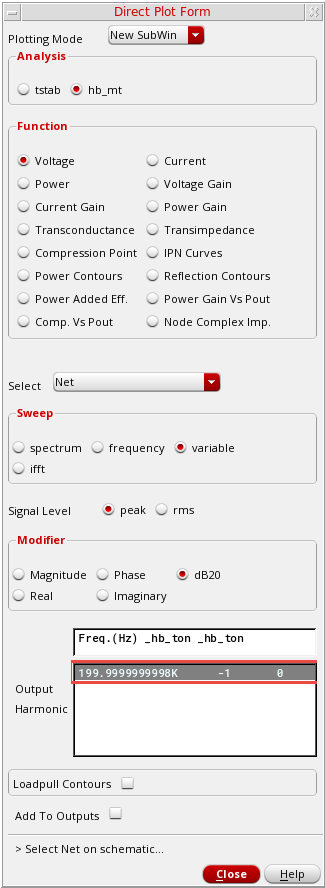 Direct Plot Form
Plotting Mode New SubWin
Analysis
tstab hb_mt
Function
Voltage Current
Power Voltage Gain
Current Gain Power Gain
Transconductance Transimpedance
Compression Point IPN Curves
Power Contours Reflection Contours
Power Added Eff. Power Gain Vs Pout
Comp. Vs Pout Node Complex Imp.
Select Net
Sweep
spectrum frequency variable
ifft
Signal Level peak rms
Modifier
Magnitude Phase dB20
Real Imaginary
Freq.(Hz) _hb_ton _hb_ton
199.9999999998K -1 0
Output
Harmonic
Loadpull Contours
Add To Outputs
> Select Net on schematic...
Close Help